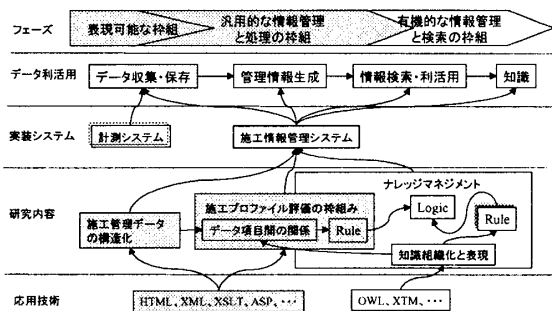 フェーズ
表現可能な枠組
汎用的な情報管理
と処理の枠組
有機的な情報管理
と検索の枠組
データ利活用
データ収集・保存
管理情報生成
情報検索・利活用
知識
実装システム
計測システム
施工情報管理システム
研究内容
ナレッジマネジメント
施工管理データ
の構造化
施工プロファイル評価の枠組み
データ項目間の関係
Rule
Logic
Rule
知識組織化と表現
応用技術
HTML、XML、XSLT、ASP、…
OWL、XTM、…